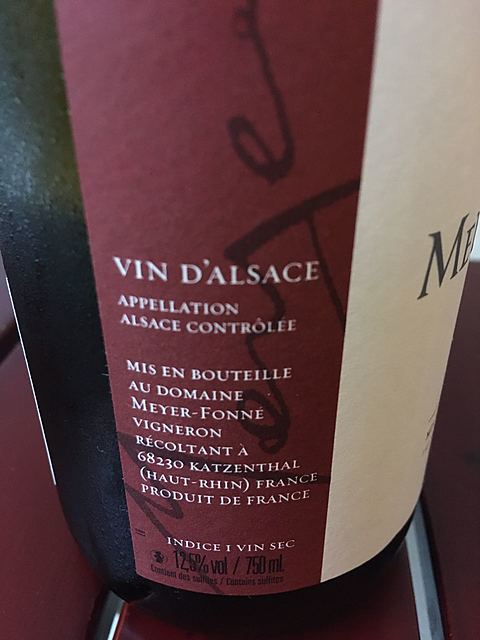 VIN D'ALSACE
APPELLATION
ALSACE CONTRÔLÉE
MIS EN BOUTEILLE
AU DOMAINE
MEYER-FONNÉ
VIGNERON
RÉCOLTANT À
68230 KATZENTHAL
(HAUT-RHIN) FRANCE
PRODUIT DE FRANCE
INDICE 1 VIN SEC
12,5% vol / 750 ml
Contient des sulfites / Contains sulfites